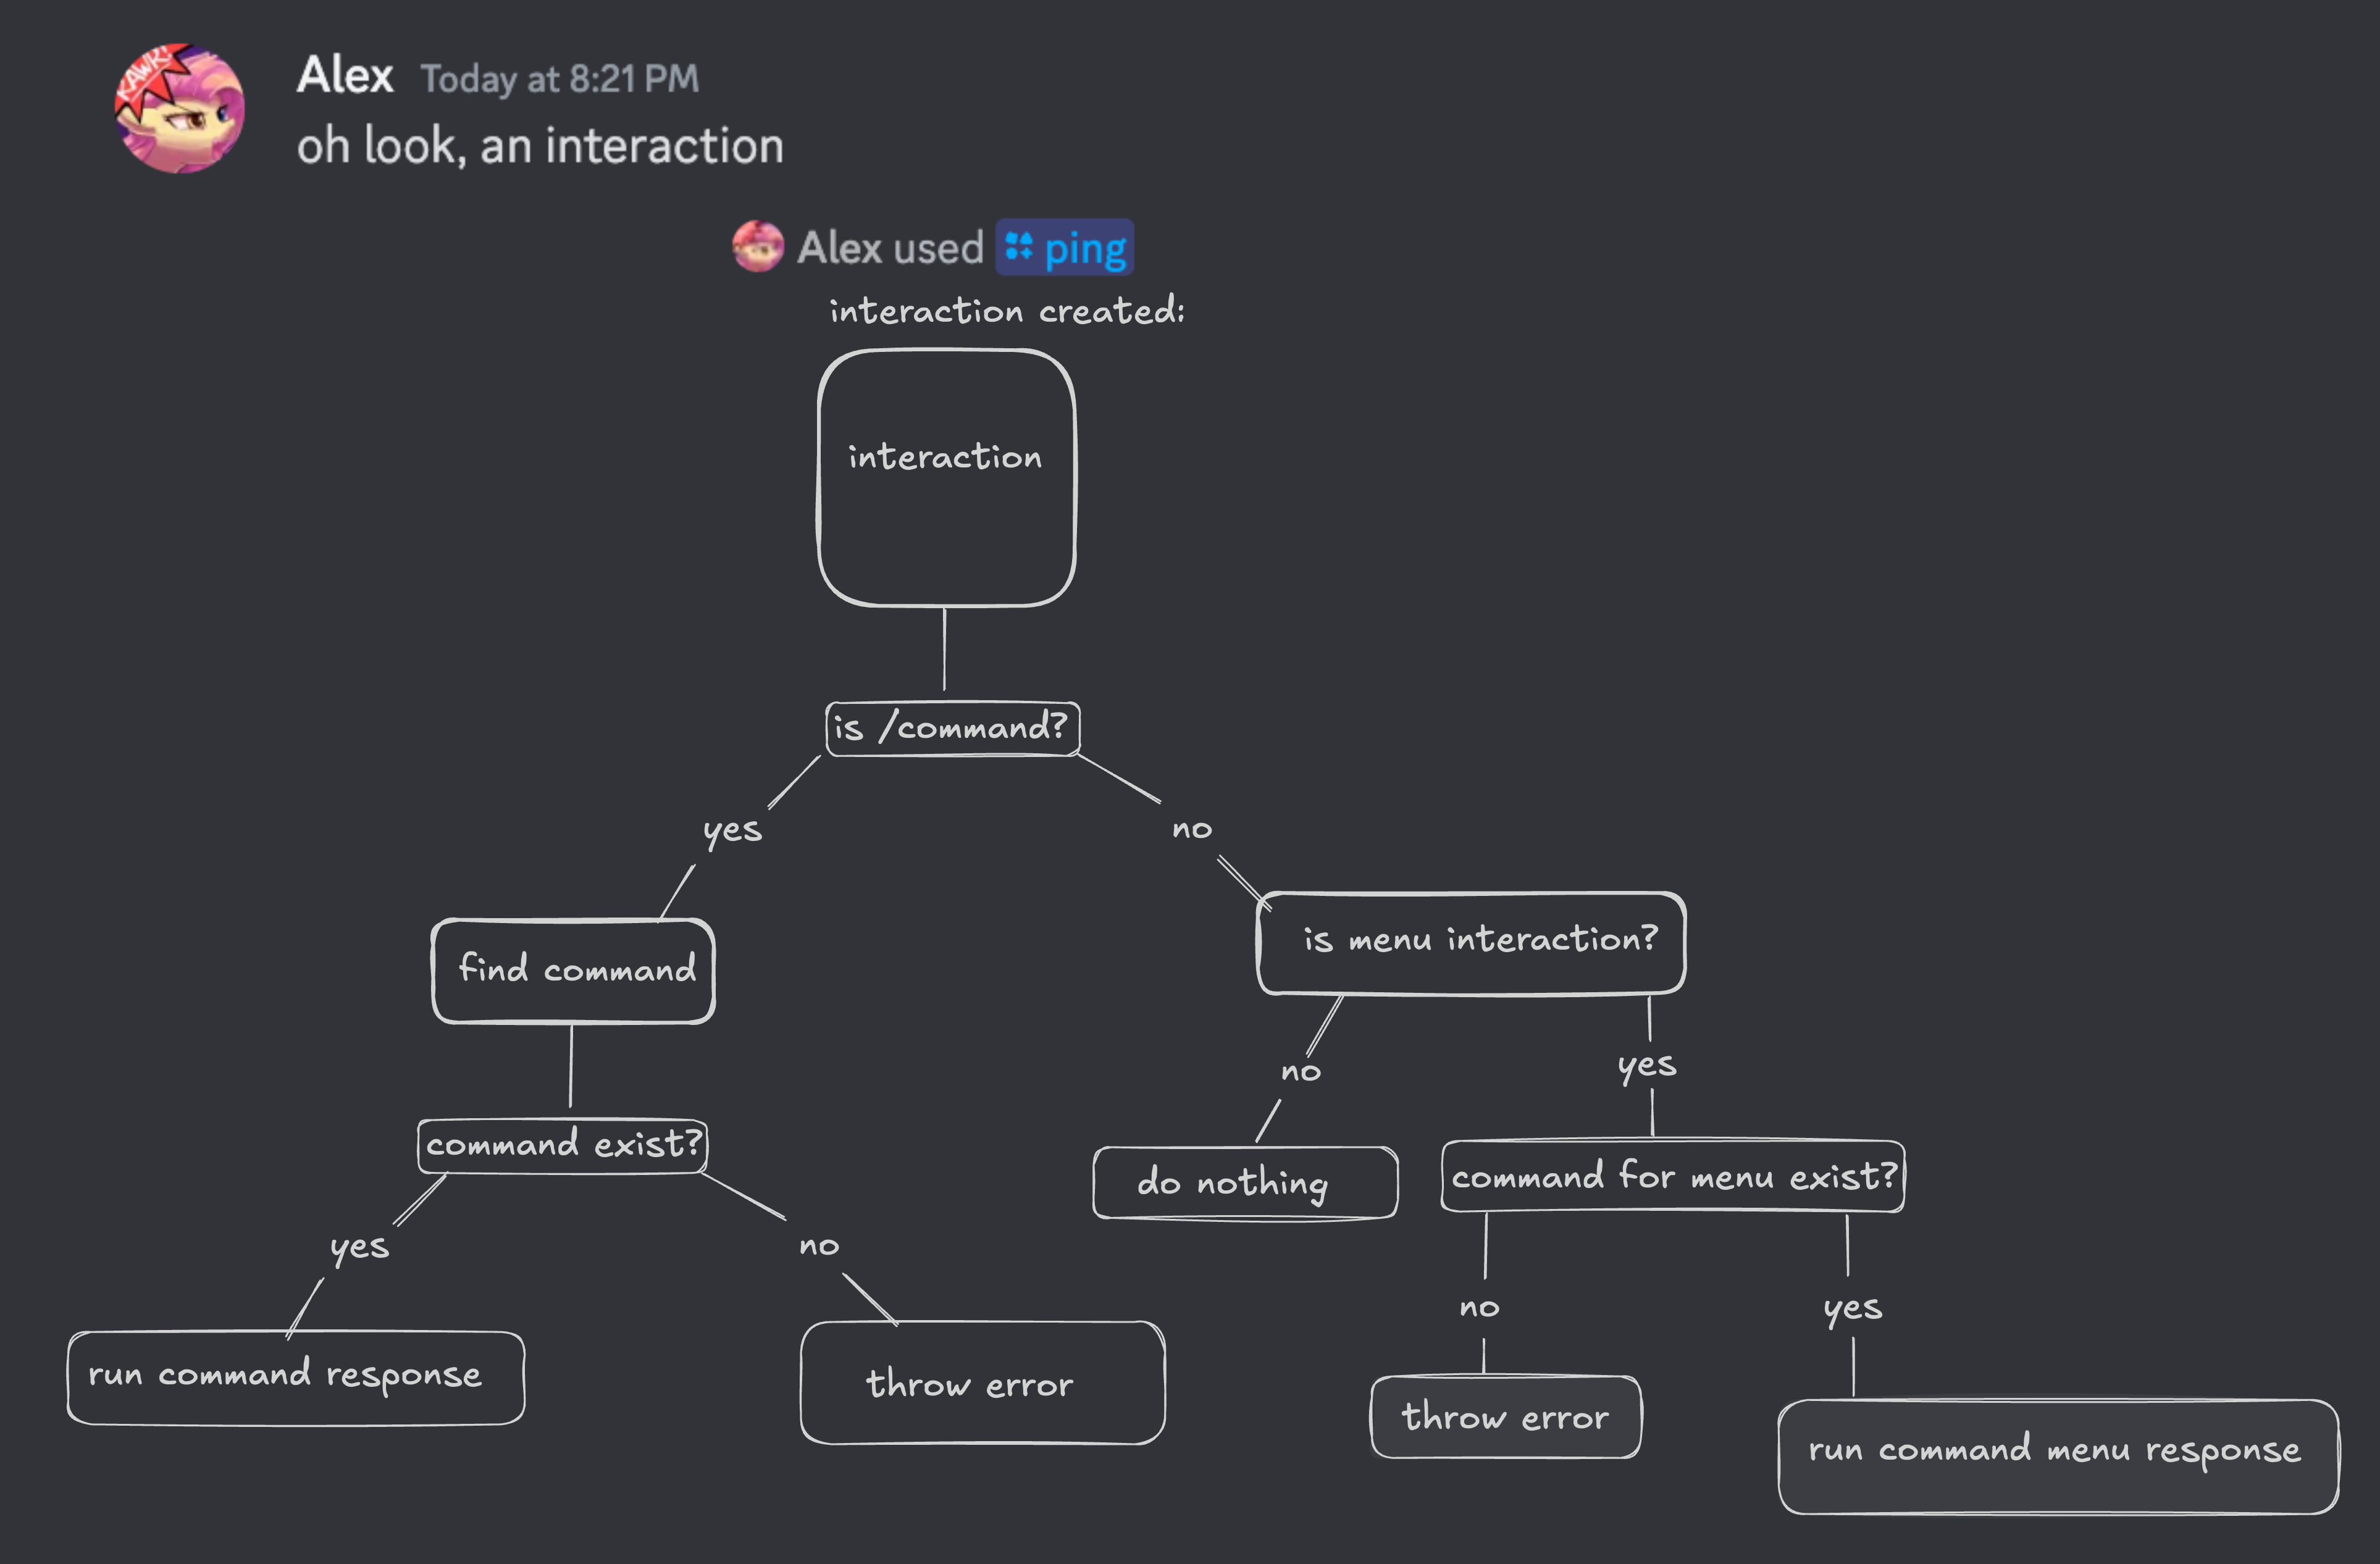 RAWR!
Alex Today at 8:21 PM
oh look, an interaction
Alex used ping
interaction created:
interaction
is /command?
yes
no
find command
is menu interaction?
no
yes
command exist?
do nothing
command for menu exist?
yes
no
no
yes
run command response
throw error
throw error
run command menu response